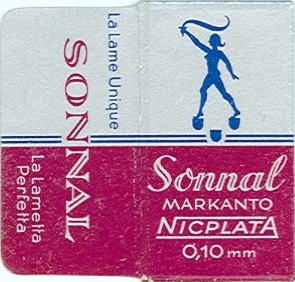 La Lame Unique
SONNAL
La Lametta
Perfetta
Sonnal
MARKANTO
NICPLATA
0,10 mm